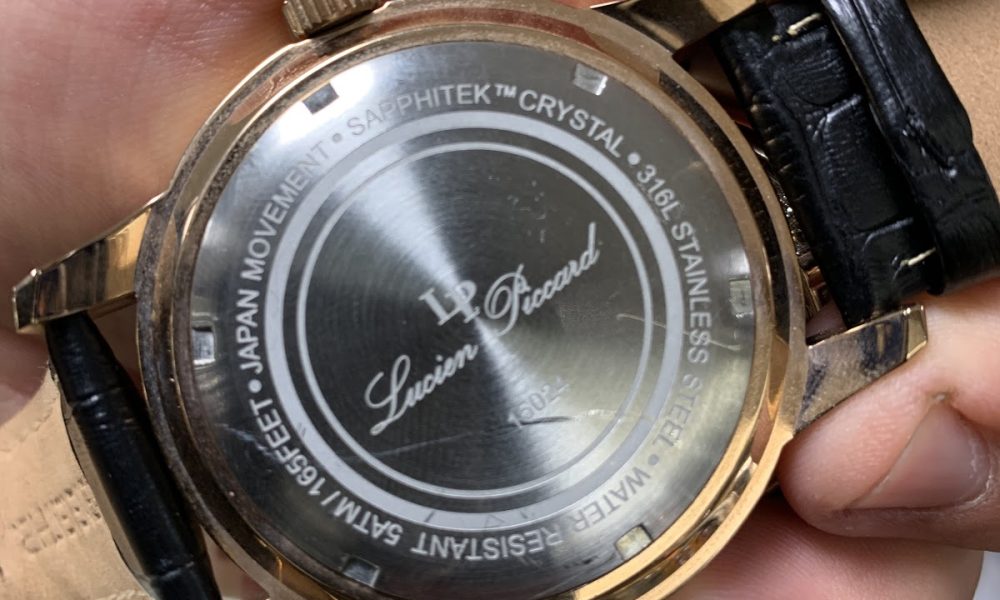 SAPPHITEK™ CRYSTAL • 316L STAINLESS STEEL • WATER RESISTANT 5ATM/165FEET • JAPAN MOVEMENT •
LP
Lucien Piccard